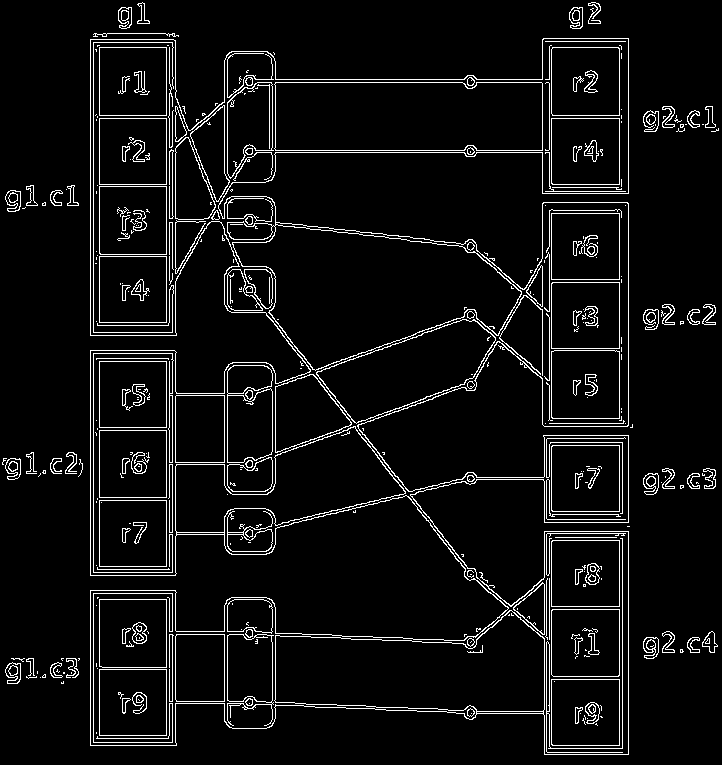 g1 g2
r1 r2
g2.c1
r2 r4
g1.c1
r3 r6
r4 r3 g2.c2
r5 r5
g1.c2 r6
r7 g2.c3
r7
r8 r8
g1.c3 r1 g2.c4
r9 r9